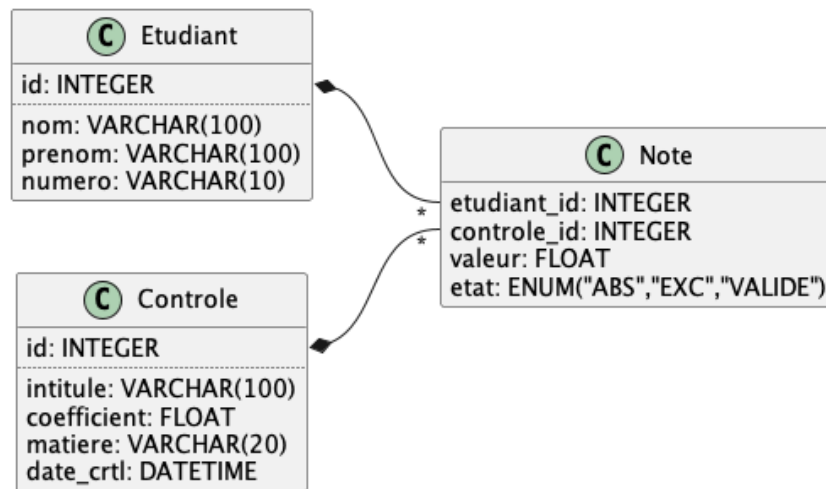 C Etudiant
id: INTEGER
nom: VARCHAR(100)
prenom: VARCHAR(100)
numero: VARCHAR(10)
C Note
etudiant_id: INTEGER
controle_id: INTEGER
valeur: FLOAT
etat: ENUM("ABS","EXC","VALIDE")
*
*
C Controle
id: INTEGER
intitule: VARCHAR(100)
coefficient: FLOAT
matiere: VARCHAR(20)
date_crtl: DATETIME